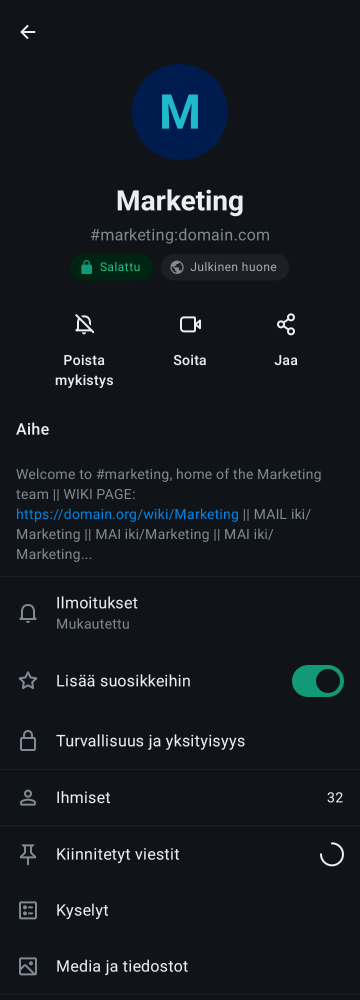 M
Marketing
#marketing:domain.com
Salattu
Julkinen huone
Poista
mykistys
Soita
Jaa
Aihe
Welcome to #marketing, home of the Marketing
team || WIKI PAGE:
https://domain.org/wiki/Marketing || MAIL iki/
Marketing || MAI iki/Marketing || MAI iki/
Marketing...
Ilmoitukset
Mukautettu
Lisää suosikkeihin
Turvallisuus ja yksityisyys
Ihmiset 32
Kiinnitetyt viestit
Kyselyt
Media ja tiedostot